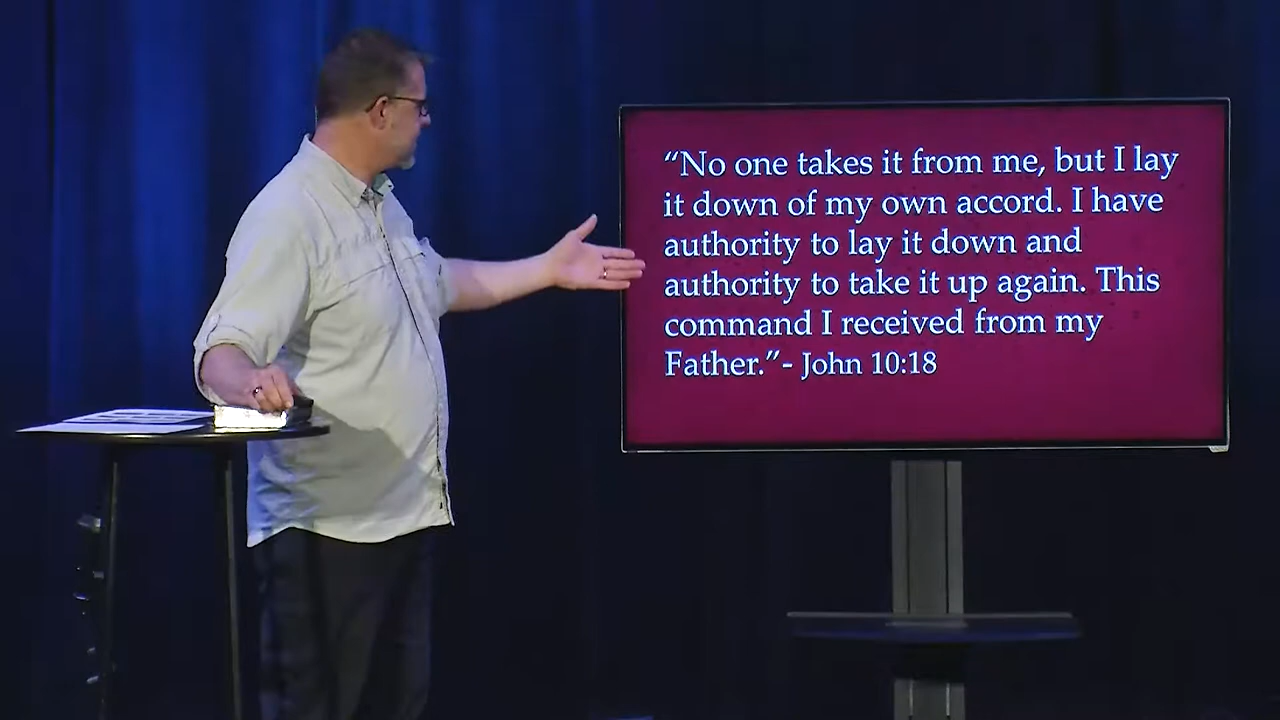 “No one takes it from me, but I lay
it down of my own accord. I have
authority to lay it down and
authority to take it up again. This
command I received from my
Father.”- John 10:18